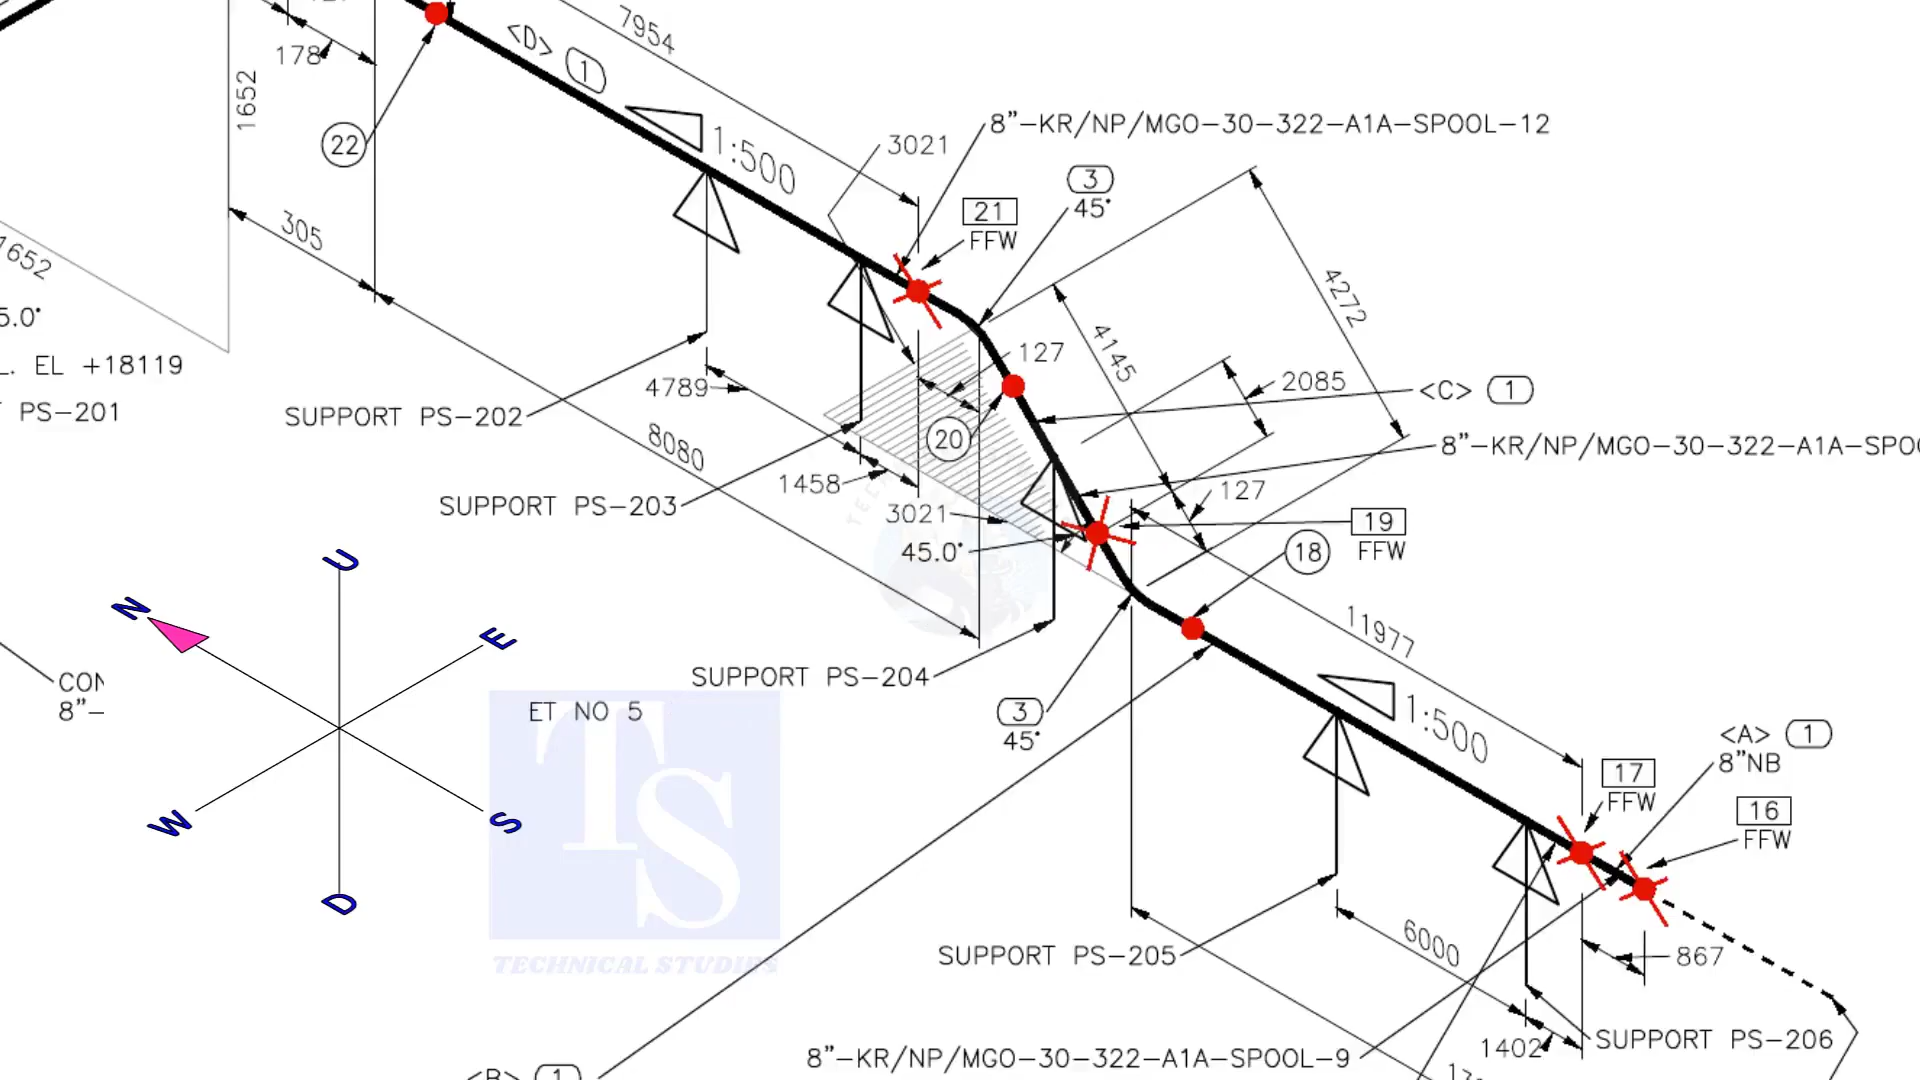 178
1652
<D> 1
7954
22
1:500
3021
8"-KR/NP/MGO-30-322-A1A-SPOOL-12
3
45°
21
FFW
305
1652
5.0°
L. EL +18119
PS-201
4272
4145
127
2085
<C> 1
4789
SUPPORT PS-202
8080
20
8"-KR/NP/MGO-30-322-A1A-SPOO
1458
SUPPORT PS-203
127
3021
19
FFW
45.0°
18
U
N
E
W
S
D
11977
CON
8"-
SUPPORT PS-204
ET NO 5
3
45°
1:500
<A> 1
8"NB
17
FFW
16
FFW
TS
TECHNICAL STUDIES
SUPPORT PS-205
6000
867
SUPPORT PS-206
1402
8"-KR/NP/MGO-30-322-A1A-SPOOL-9
<B> 1